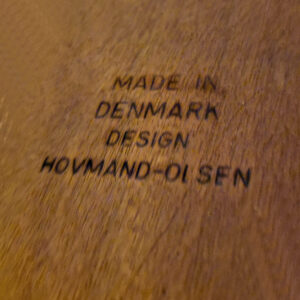 MADE IN
DENMARK
DESIGN
HOVMAND-OLSEN